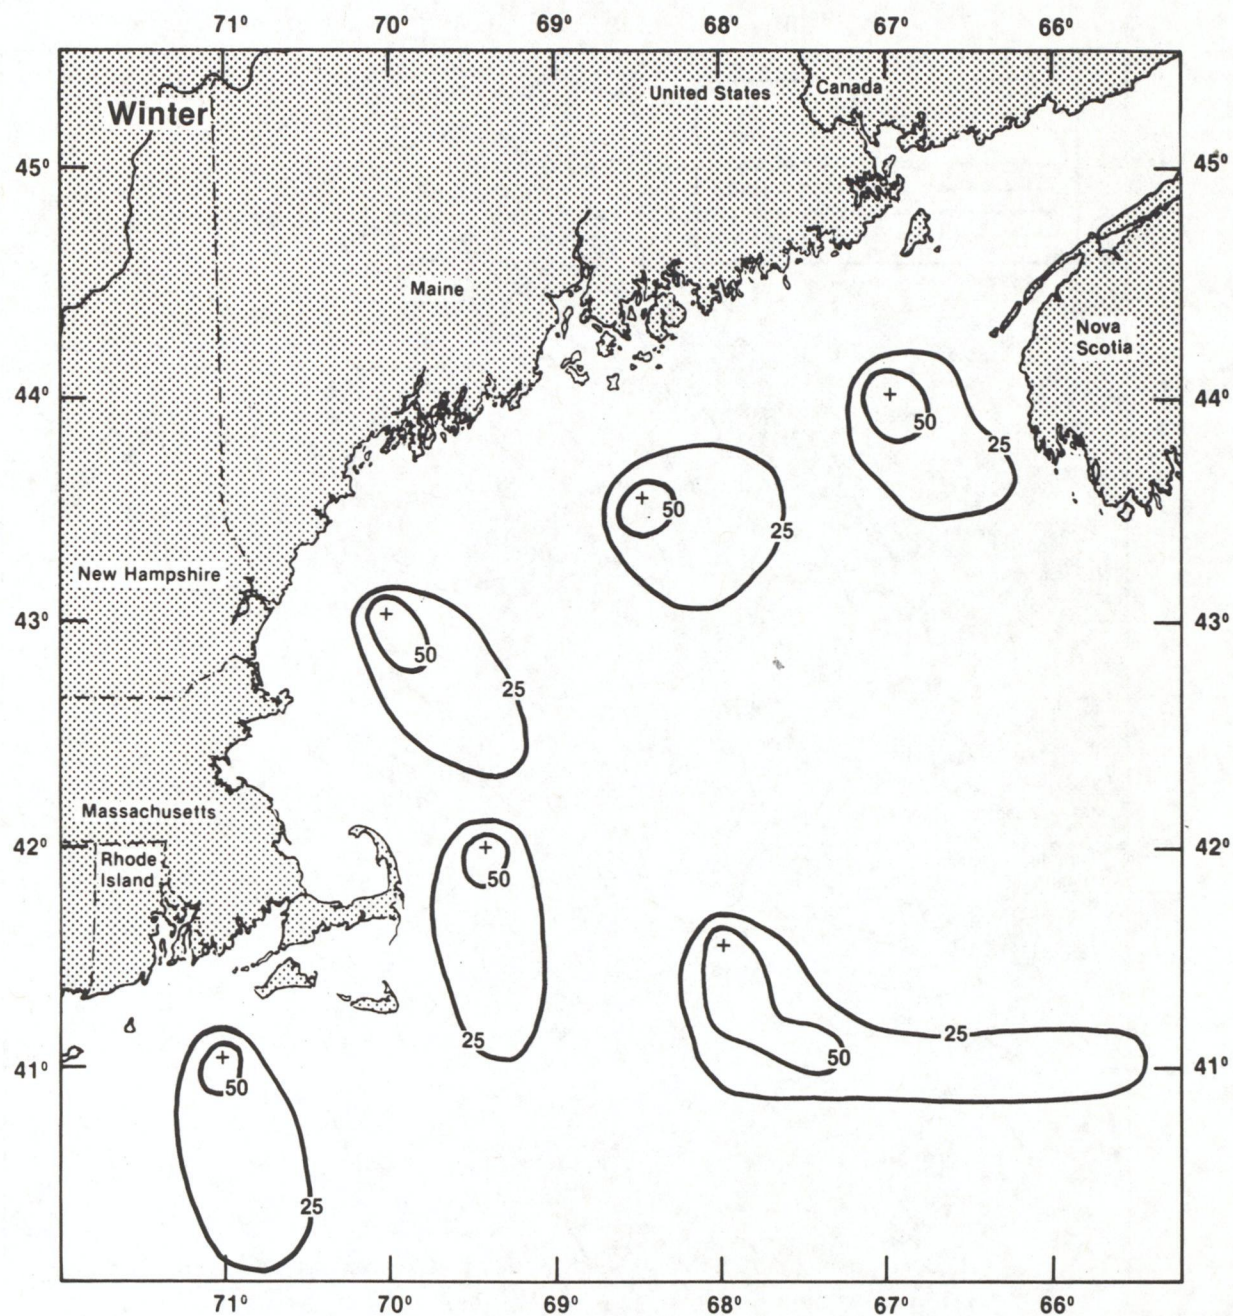 71° 70° 69° 68° 67° 66°
United States Canada
Winter
45° 45°
Maine
Nova
Scotia
44° 44°
50
25
50
25
New Hampshire
43° 43°
50
25
Massachusetts
42° 42°
Rhode
Island
50
25
25
50
41° 41°
50
25
71° 70° 69° 68° 67° 66°